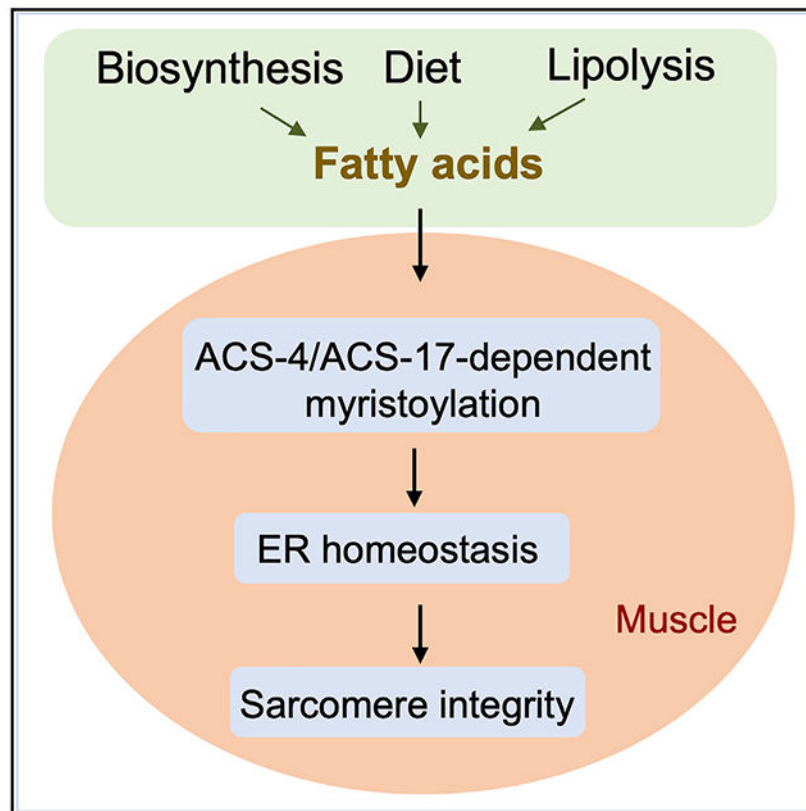 Biosynthesis Diet Lipolysis
Fatty acids
ACS-4/ACS-17-dependent
myristoylation
ER homeostasis
Muscle
Sarcomere integrity